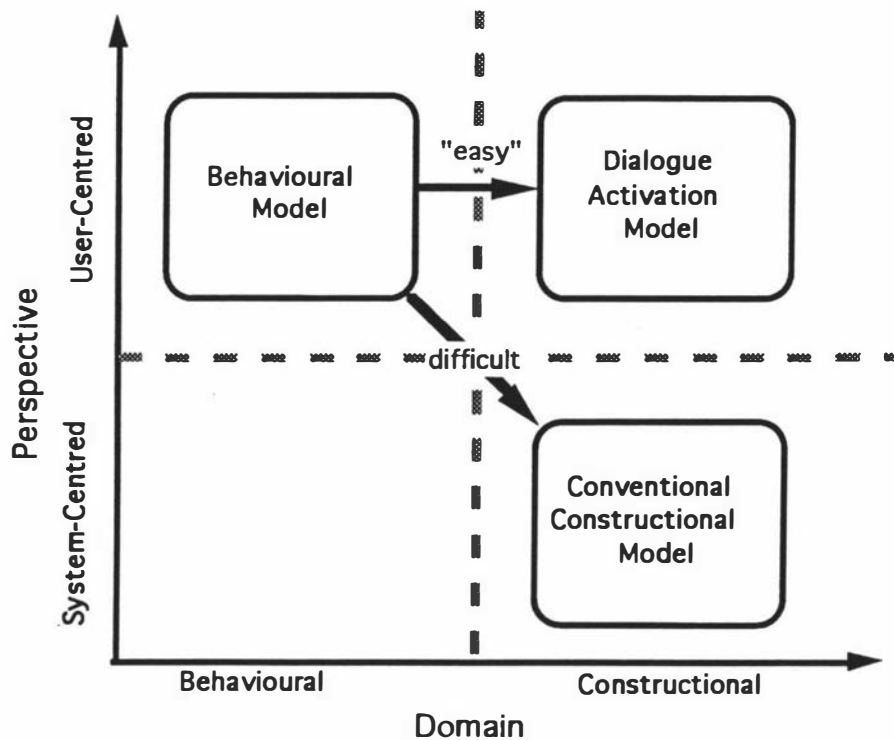 Perspective
User-Centred
System-Centred
Behavioural
Model
"easy"
Dialogue
Activation
Model
difficult
Conventional
Constructional
Model
Behavioural
Constructional
Domain